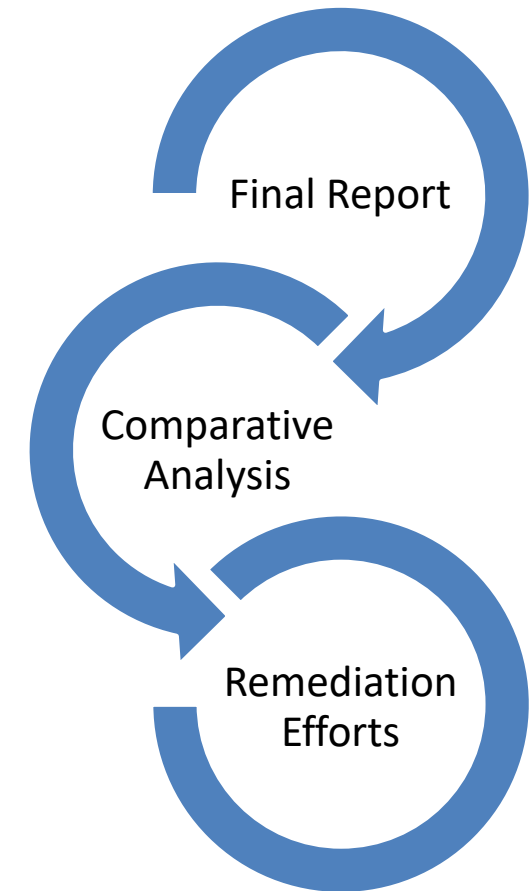 Final Report
Comparative
Analysis
Remediation
Efforts